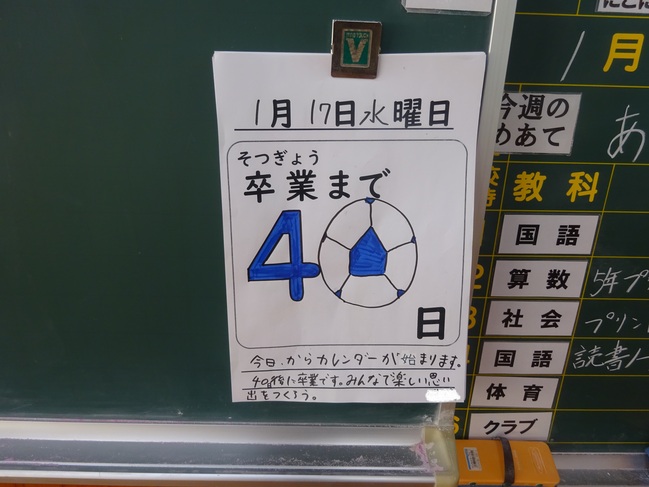 1月17日水曜日
そつぎょう
卒業まで
40
日
今日からカレンダーが始まります。
40日後に卒業です。みんなで楽しい思い
出をつくろう。
1月
今週の
めあて
あ
教科
国語
2 算数 5年プ
3 社会 プリン
国語 読書
体育
6 クラブ